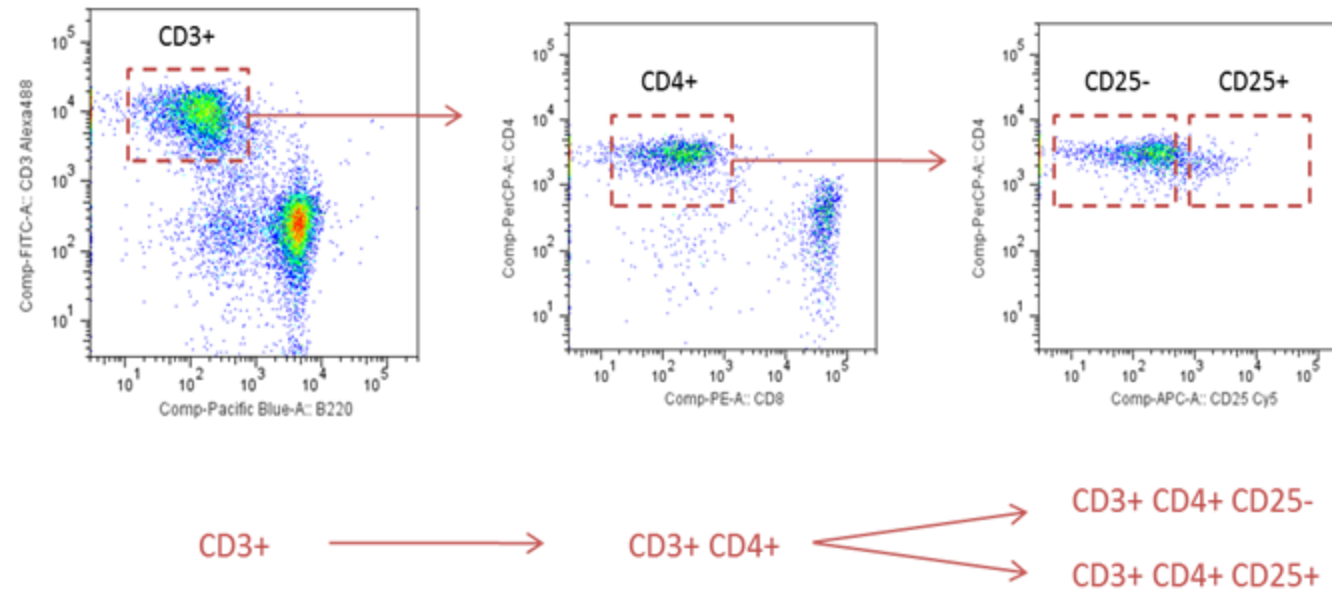 CD3+
10^5
10^4
10^3
10^2
10^1
Comp-FITC-A:: CD3 Alexa488
10^1 10^2 10^3 10^4 10^5
Comp-Pacific Blue-A:: B220
CD4+
10^5
10^4
10^3
10^2
10^1
Comp-PerCP-A:: CD4
10^1 10^2 10^3 10^4 10^5
Comp-PE-A:: CD8
CD25- CD25+
10^5
10^4
10^3
10^2
10^1
Comp-PerCP-A:: CD4
10^1 10^2 10^3 10^4 10^5
Comp-APC-A:: CD25 Cy5
CD3+
CD3+ CD4+
CD3+ CD4+ CD25-
CD3+ CD4+ CD25+